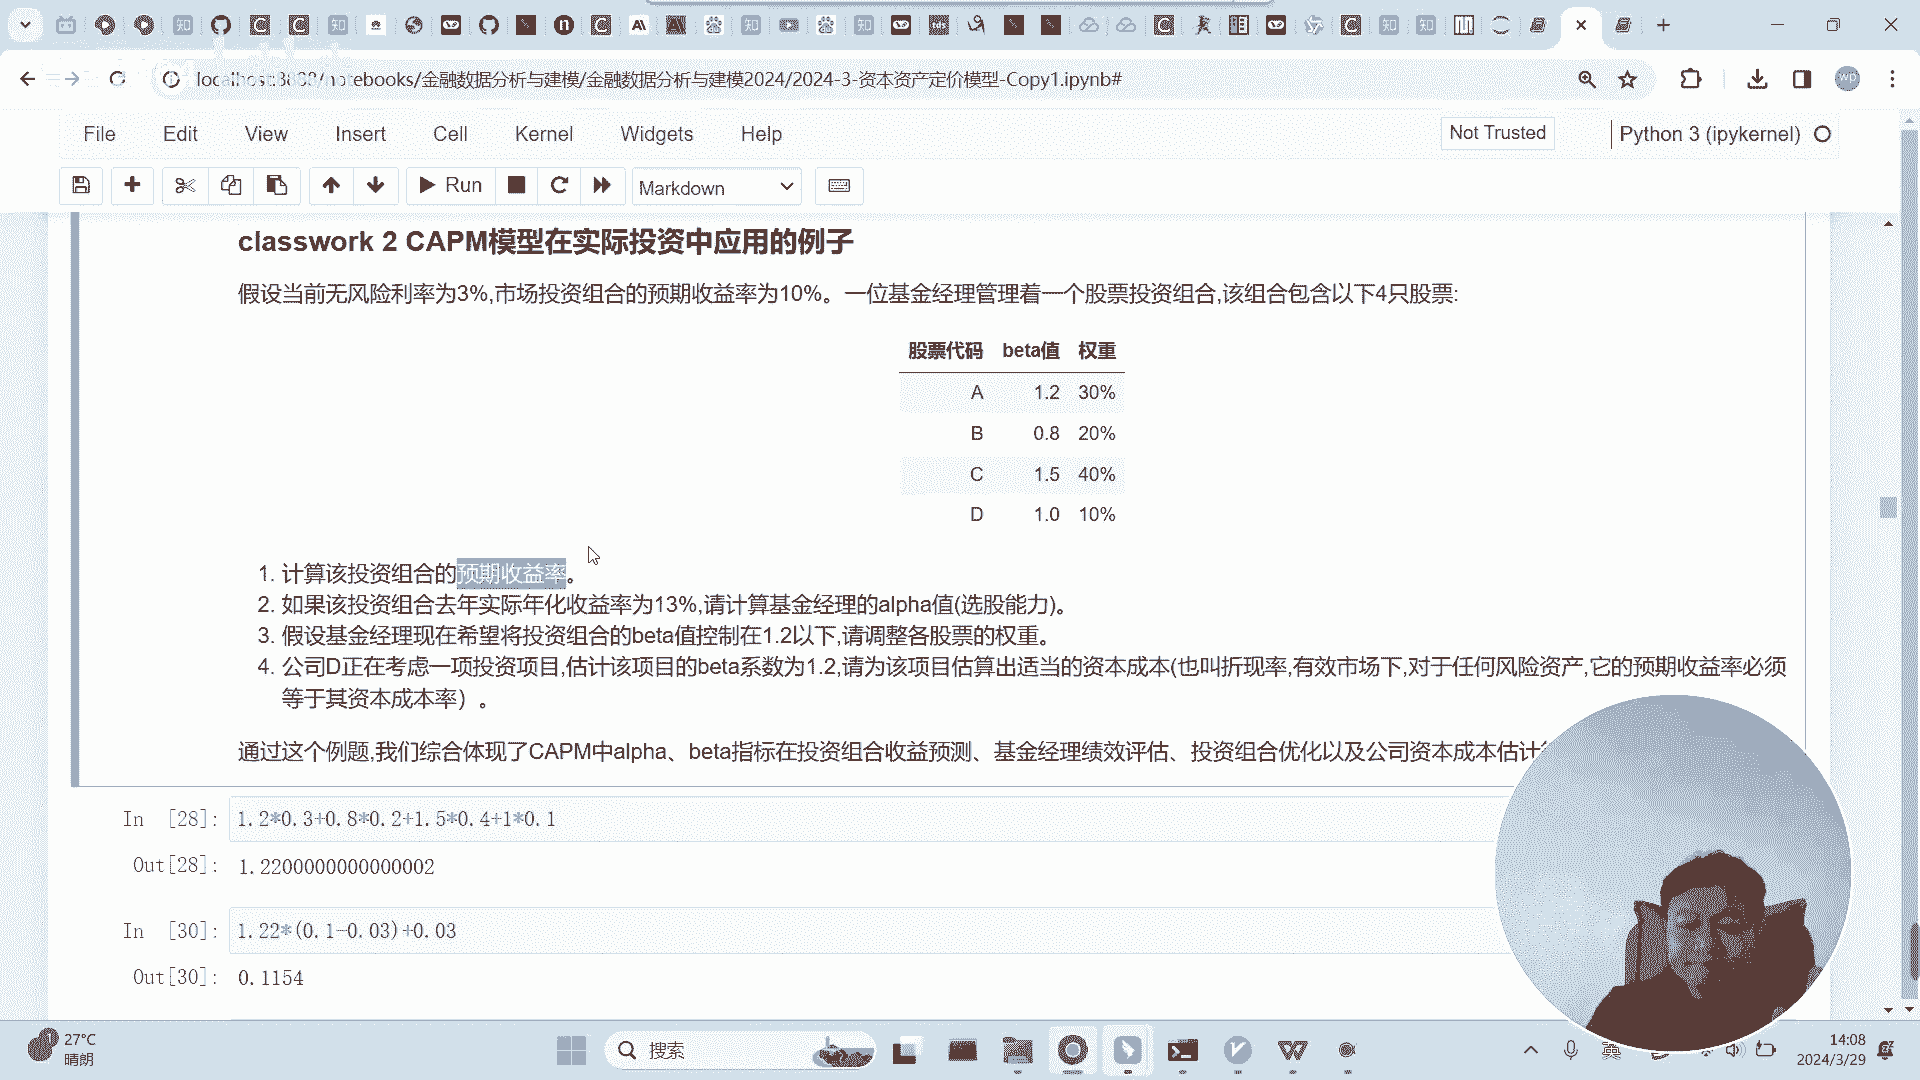 localhost:8888/notebooks/金融数据分析与建模/金融数据分析与建模2024/2024-3-资本资产定价模型-Copy1.ipynb#
wp
File Edit View Insert Cell Kernel Widgets Help
Not Trusted
Python 3 (ipykernel)
Run
Markdown
classwork 2 CAPM模型在实际投资中应用的例子
假设当前无风险利率为3%,市场投资组合的预期收益率为10%。一位基金经理管理着一个股票投资组合,该组合包含以下4只股票:
股票代码 beta值 权重
A 1.2 30%
B 0.8 20%
C 1.5 40%
D 1.0 10%
1. 计算该投资组合的预期收益率。
2. 如果该投资组合去年实际年化收益率为13%,请计算基金经理的alpha值(选股能力)。
3. 假设基金经理现在希望将投资组合的beta值控制在1.2以下,请调整各股票的权重。
4. 公司D正在考虑一项投资项目,估计该项目的beta系数为1.2,请为该项目估算出适当的资本成本(也叫折现率,有效市场下,对于任何风险资产,它的预期收益率必须
等于其资本成本率）。
通过这个例题,我们综合体现了CAPM中alpha、beta指标在投资组合收益预测、基金经理绩效评估、投资组合优化以及公司资本成本估计
In [28]: 1.2*0.3+0.8*0.2+1.5*0.4+1*0.1
Out[28]: 1.2200000000000002
In [30]: 1.22*(0.1-0.03)+0.03
Out[30]: 0.1154
27°C
晴朗
搜索
英
14:08
2024/3/29